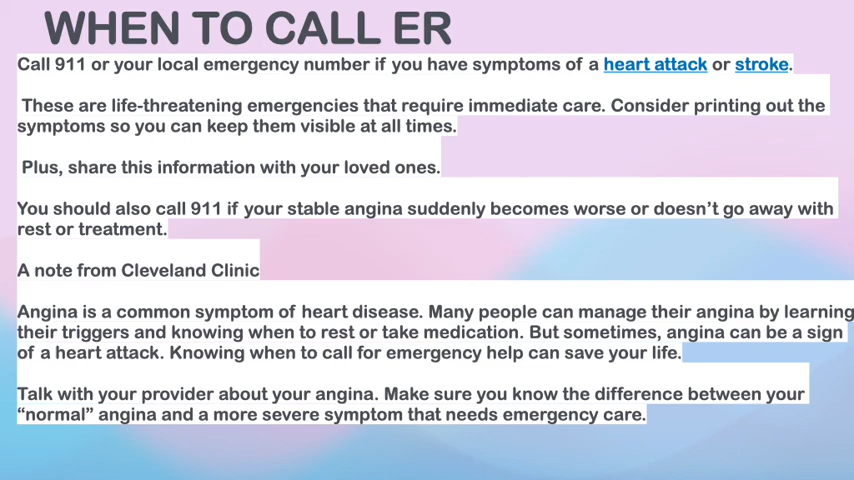 WHEN TO CALL ER
Call 911 or your local emergency number if you have symptoms of a heart attack or stroke.
These are life-threatening emergencies that require immediate care. Consider printing out the
symptoms so you can keep them visible at all times.
Plus, share this information with your loved ones.
You should also call 911 if your stable angina suddenly becomes worse or doesn’t go away with
rest or treatment.
A note from Cleveland Clinic
Angina is a common symptom of heart disease. Many people can manage their angina by learning
their triggers and knowing when to rest or take medication. But sometimes, angina can be a sign
of a heart attack. Knowing when to call for emergency help can save your life.
Talk with your provider about your angina. Make sure you know the difference between your
“normal” angina and a more severe symptom that needs emergency care.